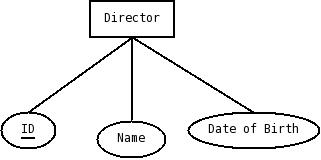 Director
ID
Name
Date of Birth